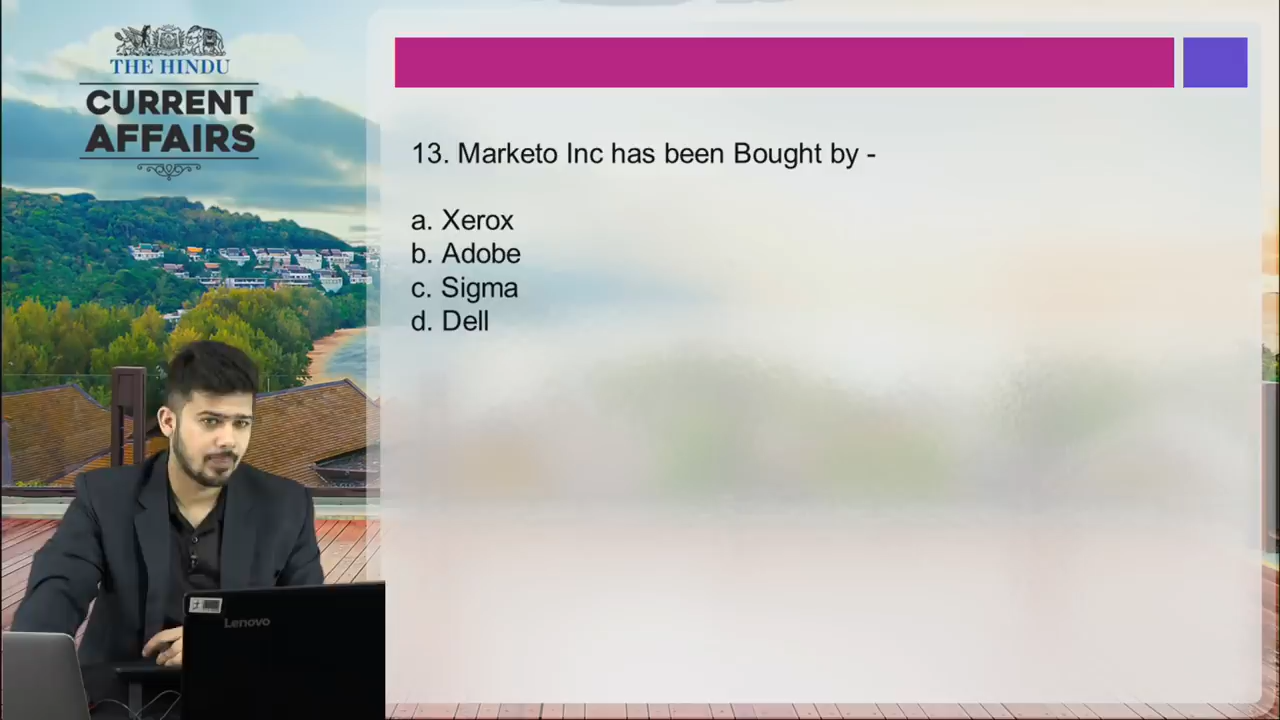 THE HINDU
CURRENT
AFFAIRS
13. Marketo Inc has been Bought by -
a. Xerox
b. Adobe
c. Sigma
d. Dell
Lenovo